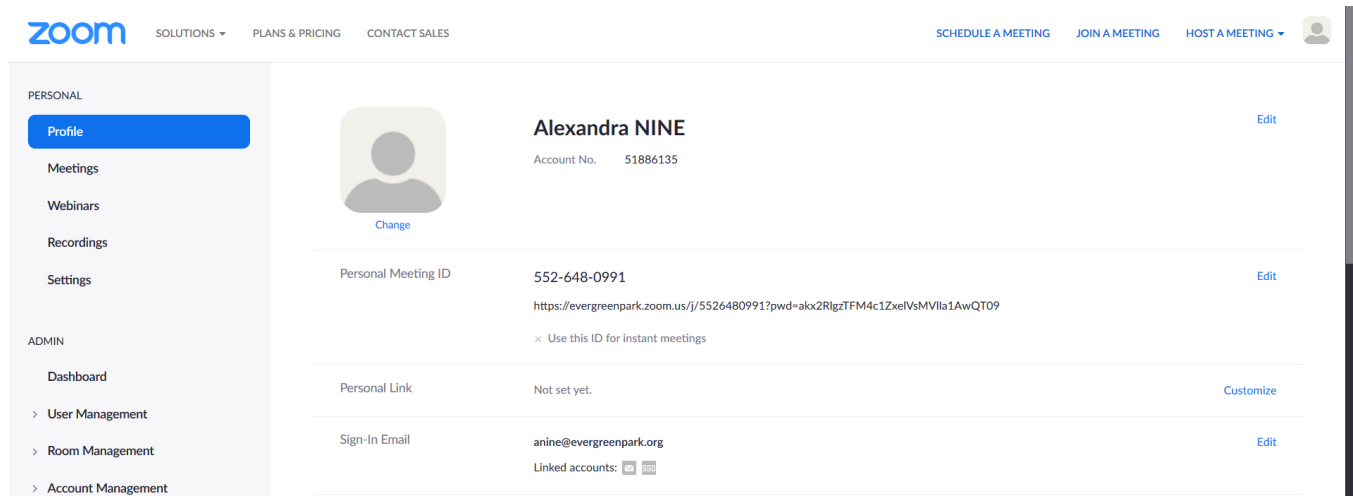 zoom SOLUTIONS PLANS & PRICING CONTACT SALES SCHEDULE A MEETING JOIN A MEETING HOST A MEETING
PERSONAL
Profile
Meetings
Webinars
Recordings
Settings
ADMIN
Dashboard
User Management
Room Management
Account Management
Change
Alexandra NINE Edit
Account No. 51886135
Personal Meeting ID 552-648-0991 Edit
https://evergreenpark.zoom.us/j/5526480991?pwd=akx2RlgzTFM4c1ZxelVsMVlla1AwQT09
× Use this ID for instant meetings
Personal Link Not set yet. Customize
Sign-In Email anine@evergreenpark.org Edit
Linked accounts: SSO